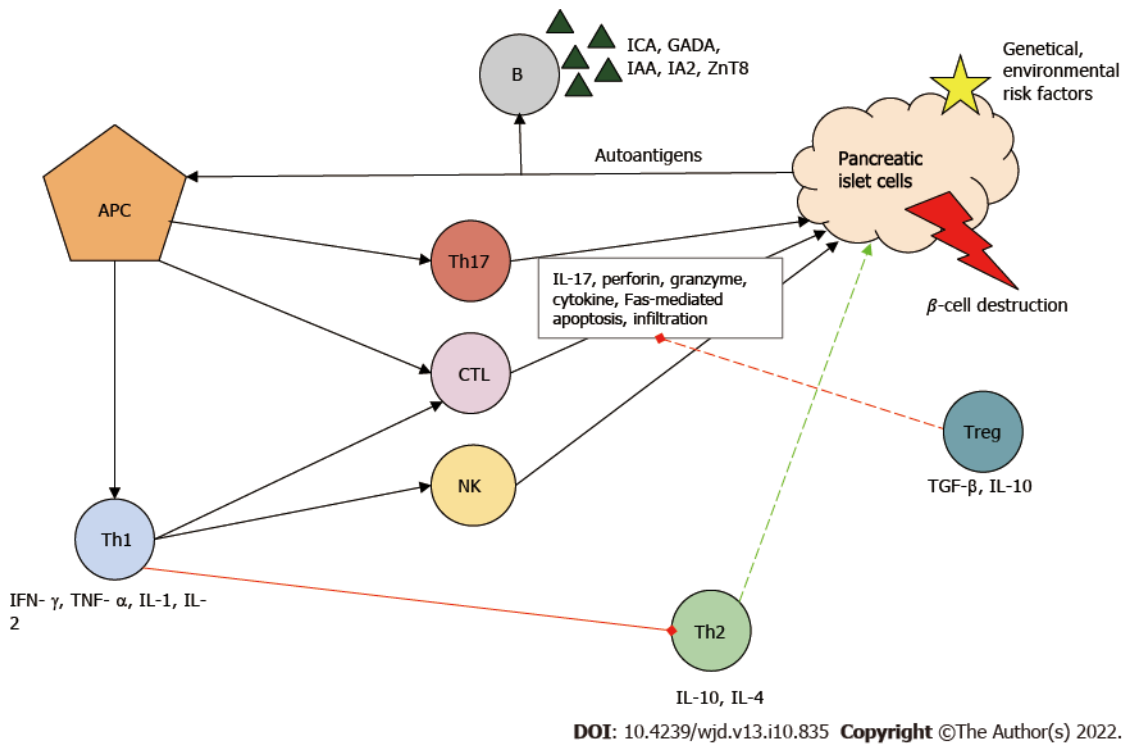 B
ICA, GADA,
IAA, IA2, ZnT8
Genetical,
environmental
risk factors
Autoantigens
Pancreatic
islet cells
APC
Th17
IL-17, perforin, granzyme,
cytokine, Fas-mediated
apoptosis, infiltration
β-cell destruction
CTL
Treg
TGF-β, IL-10
NK
Th1
IFN- γ, TNF- α, IL-1, IL-
2
Th2
IL-10, IL-4
DOI: 10.4239/wjd.v13.i10.835 Copyright ©The Author(s) 2022.